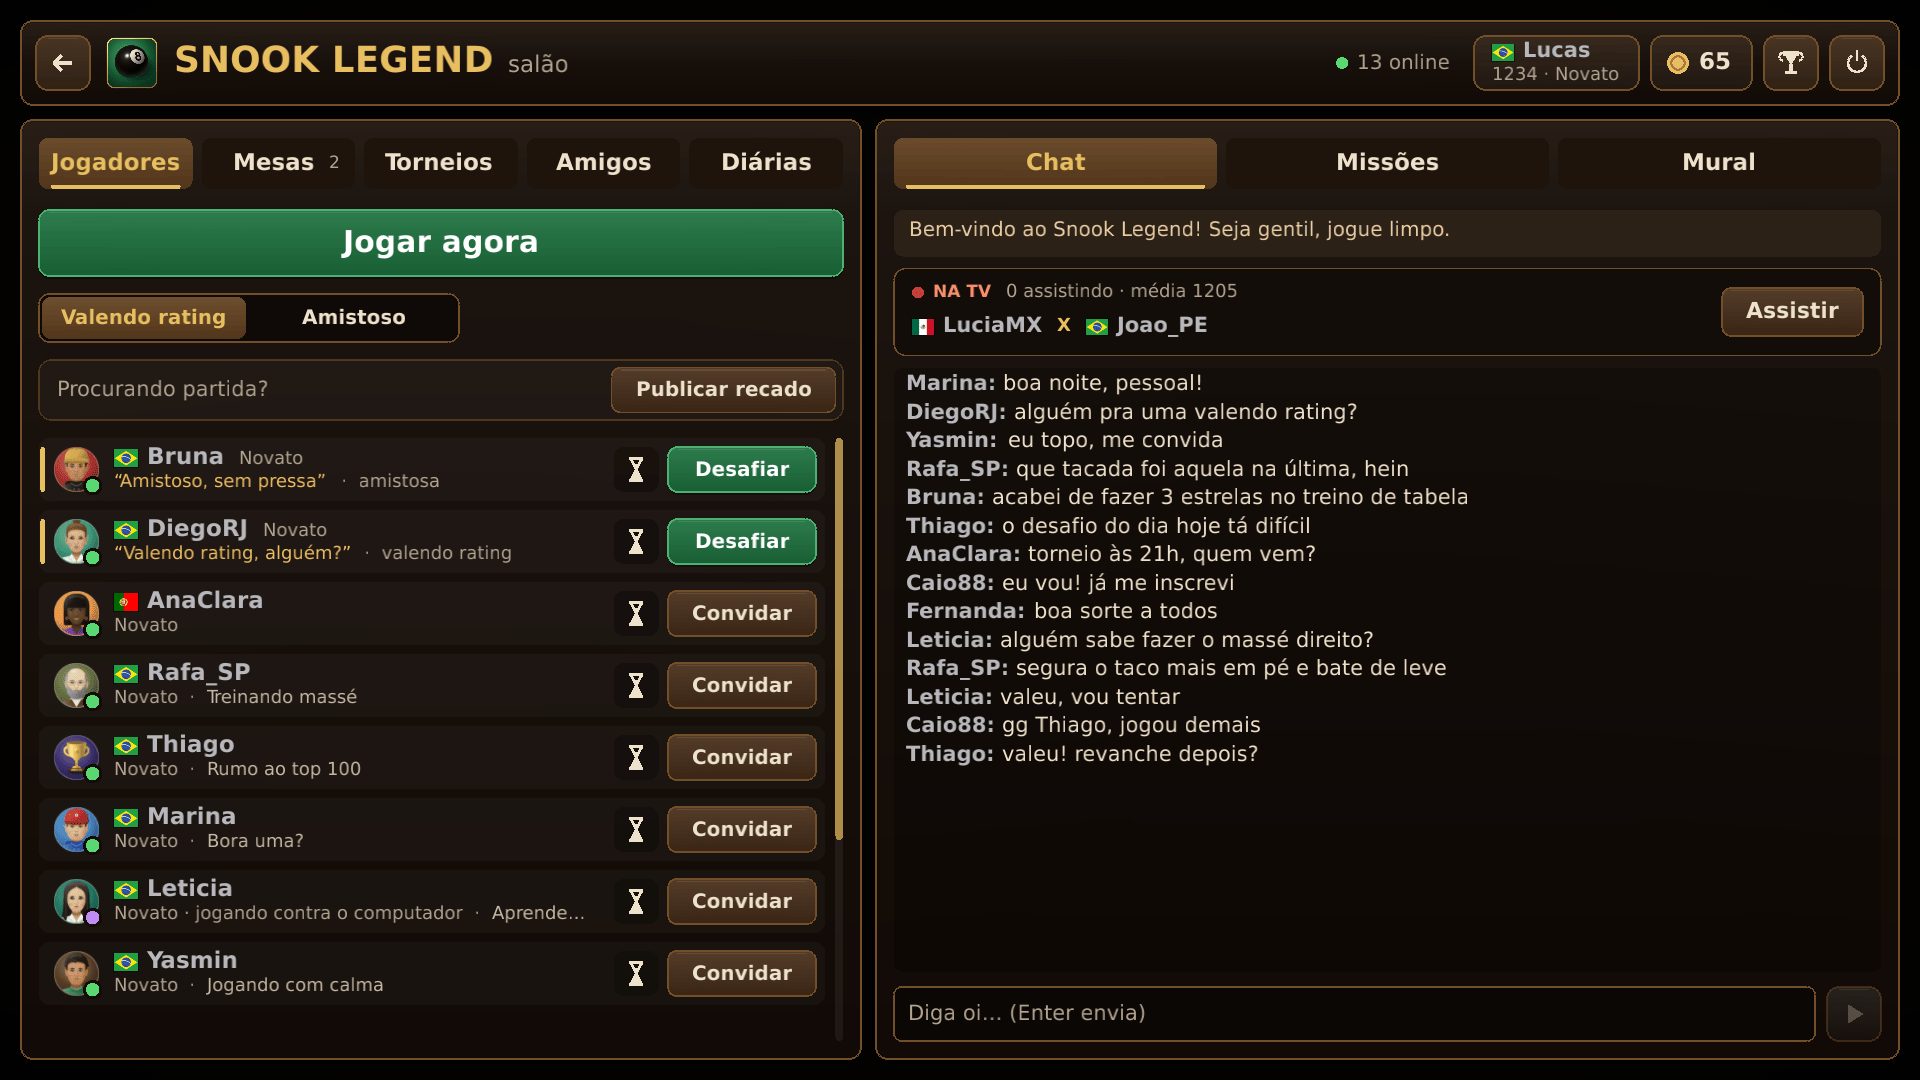 SNOOK LEGEND salão
13 online
Lucas
1234 · Novato
65
Jogadores
Mesas 2
Torneios
Amigos
Diárias
Jogar agora
Valendo rating
Amistoso
Procurando partida?
Publicar recado
Bruna Novato
“Amistoso, sem pressa” · amistosa
Desafiar
DiegoRJ Novato
“Valendo rating, alguém?” · valendo rating
Desafiar
AnaClara
Novato
Convidar
Rafa_SP
Novato · Treinando massé
Convidar
Thiago
Novato · Rumo ao top 100
Convidar
Marina
Novato · Bora uma?
Convidar
Leticia
Novato · jogando contra o computador · Aprende...
Convidar
Yasmin
Novato · Jogando com calma
Convidar
Chat
Missões
Mural
Bem-vindo ao Snook Legend! Seja gentil, jogue limpo.
NA TV 0 assistindo · média 1205
LuciaMX X Joao_PE
Assistir
Marina: boa noite, pessoal!
DiegoRJ: alguém pra uma valendo rating?
Yasmin: eu topo, me convida
Rafa_SP: que tacada foi aquela na última, hein
Bruna: acabei de fazer 3 estrelas no treino de tabela
Thiago: o desafio do dia hoje tá difícil
AnaClara: torneio às 21h, quem vem?
Caio88: eu vou! já me inscrevi
Fernanda: boa sorte a todos
Leticia: alguém sabe fazer o massé direito?
Rafa_SP: segura o taco mais em pé e bate de leve
Leticia: valeu, vou tentar
Caio88: gg Thiago, jogou demais
Thiago: valeu! revanche depois?
Diga oi... (Enter envia)